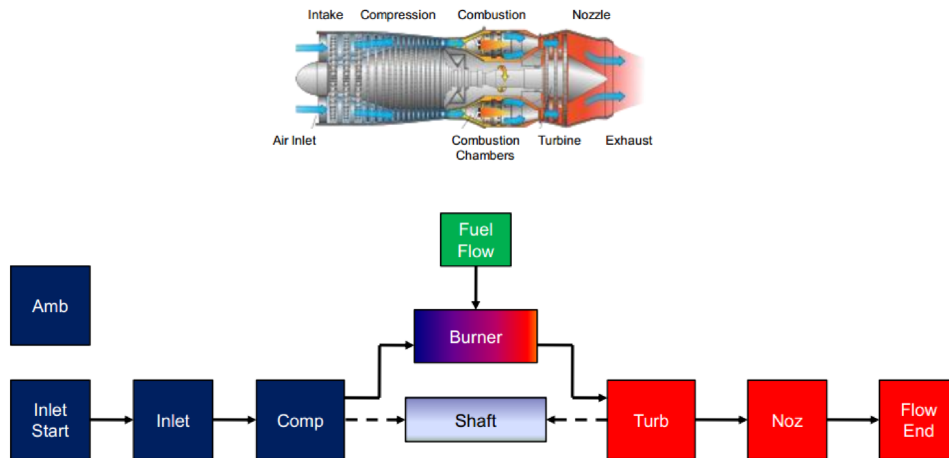 Intake
Compression
Combustion
Nozzle
Air Inlet
Combustion
Chambers
Turbine
Exhaust
Fuel
Flow
Amb
Burner
Inlet
Start
Inlet
Comp
Shaft
Turb
Noz
Flow
End